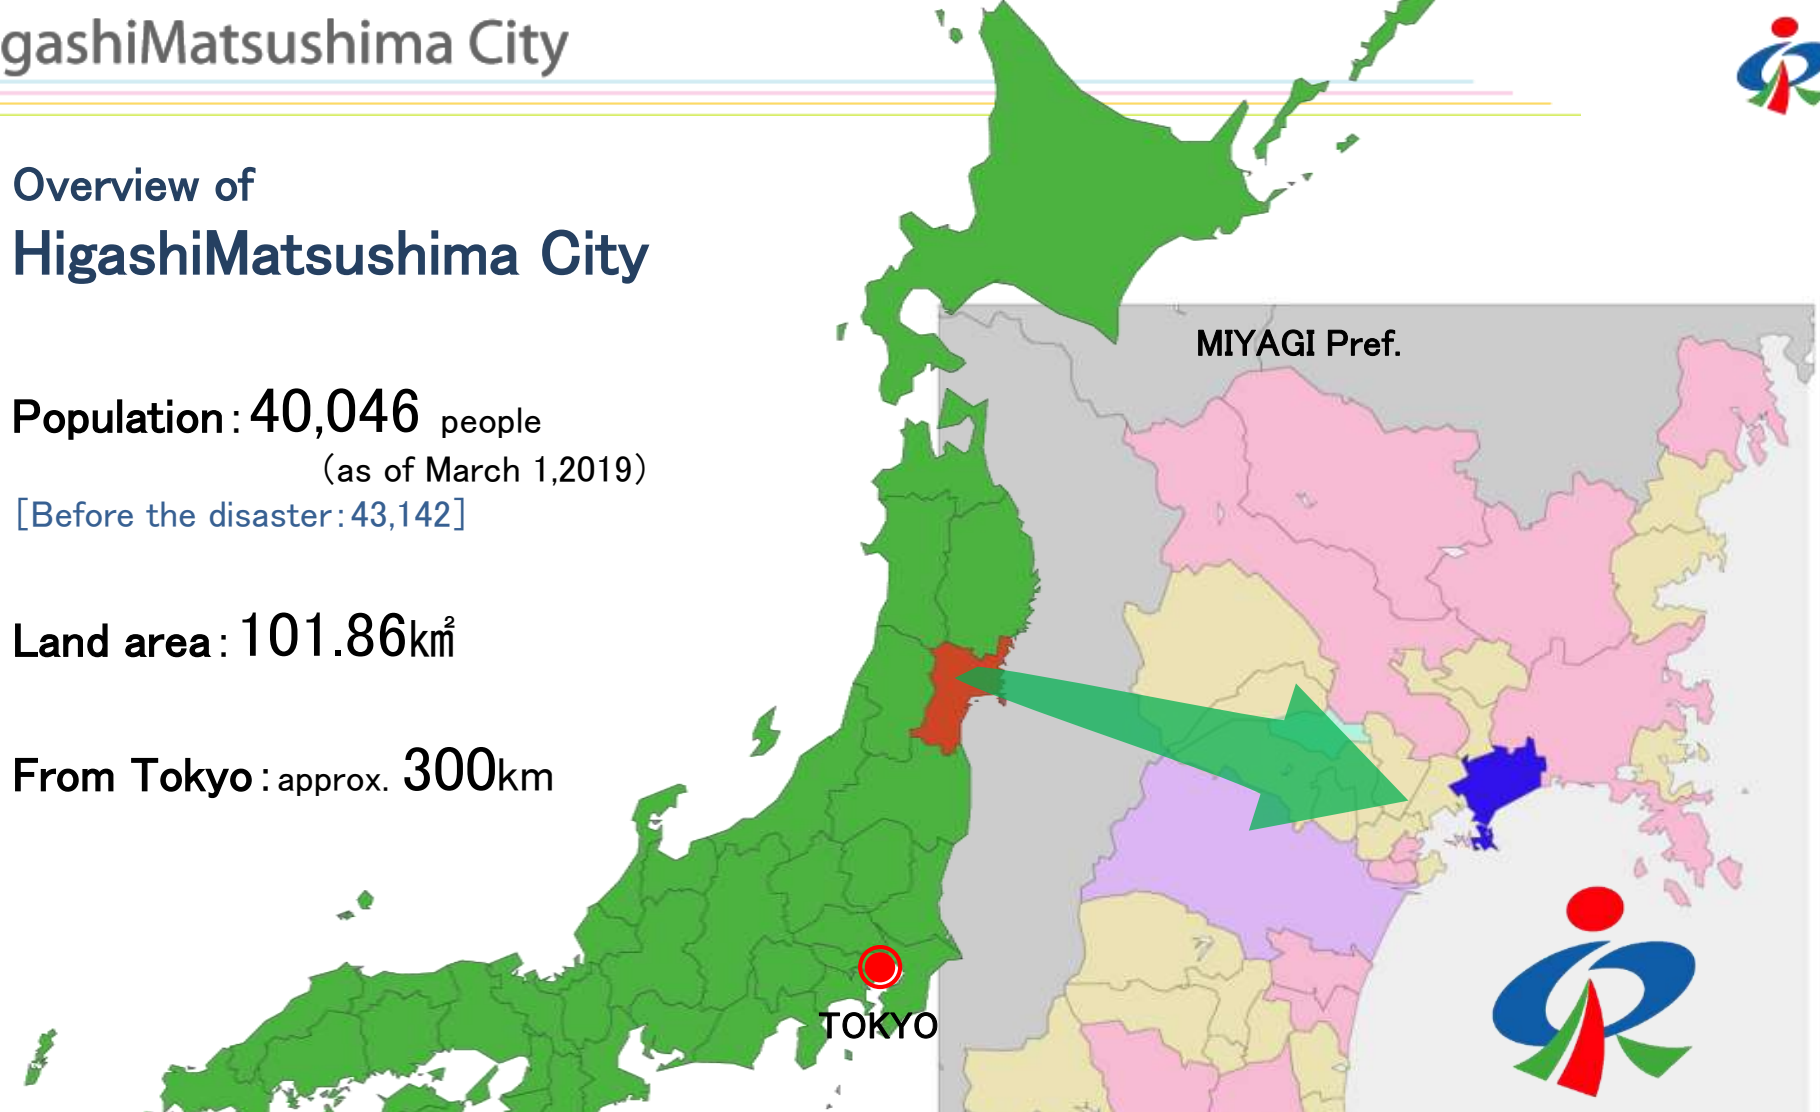 gashiMatsushima City
Overview of
HigashiMatsushima City
Population：40,046 people
（as of March 1,2019）
[Before the disaster：43,142]
Land area：101.86k㎡
From Tokyo：approx. 300km
MIYAGI Pref.
TOKYO